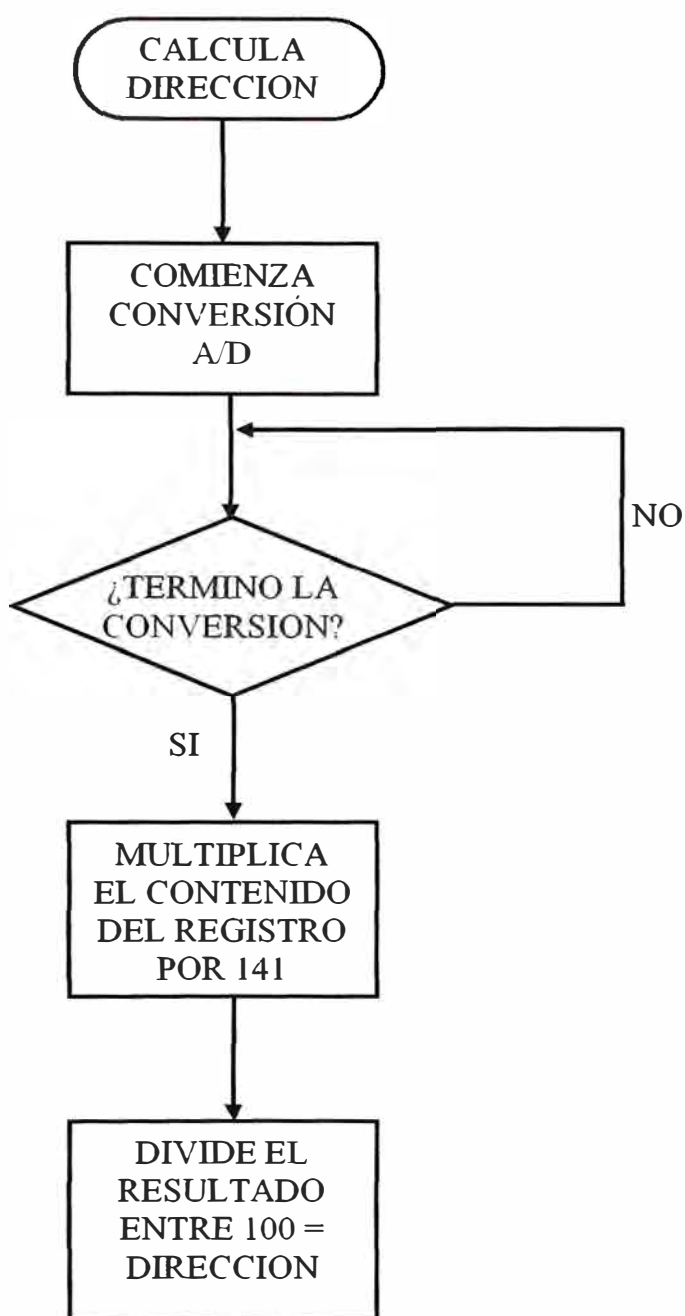 CALCULA
DIRECCION
COMIENZA
CONVERSIÓN
A/D
NO
¿TERMINO LA
CONVERSION?
SI
MULTIPLICA
EL CONTENIDO
DEL REGISTRO
POR 141
DIVIDE EL
RESULTADO
ENTRE 100 =
DIRECCION